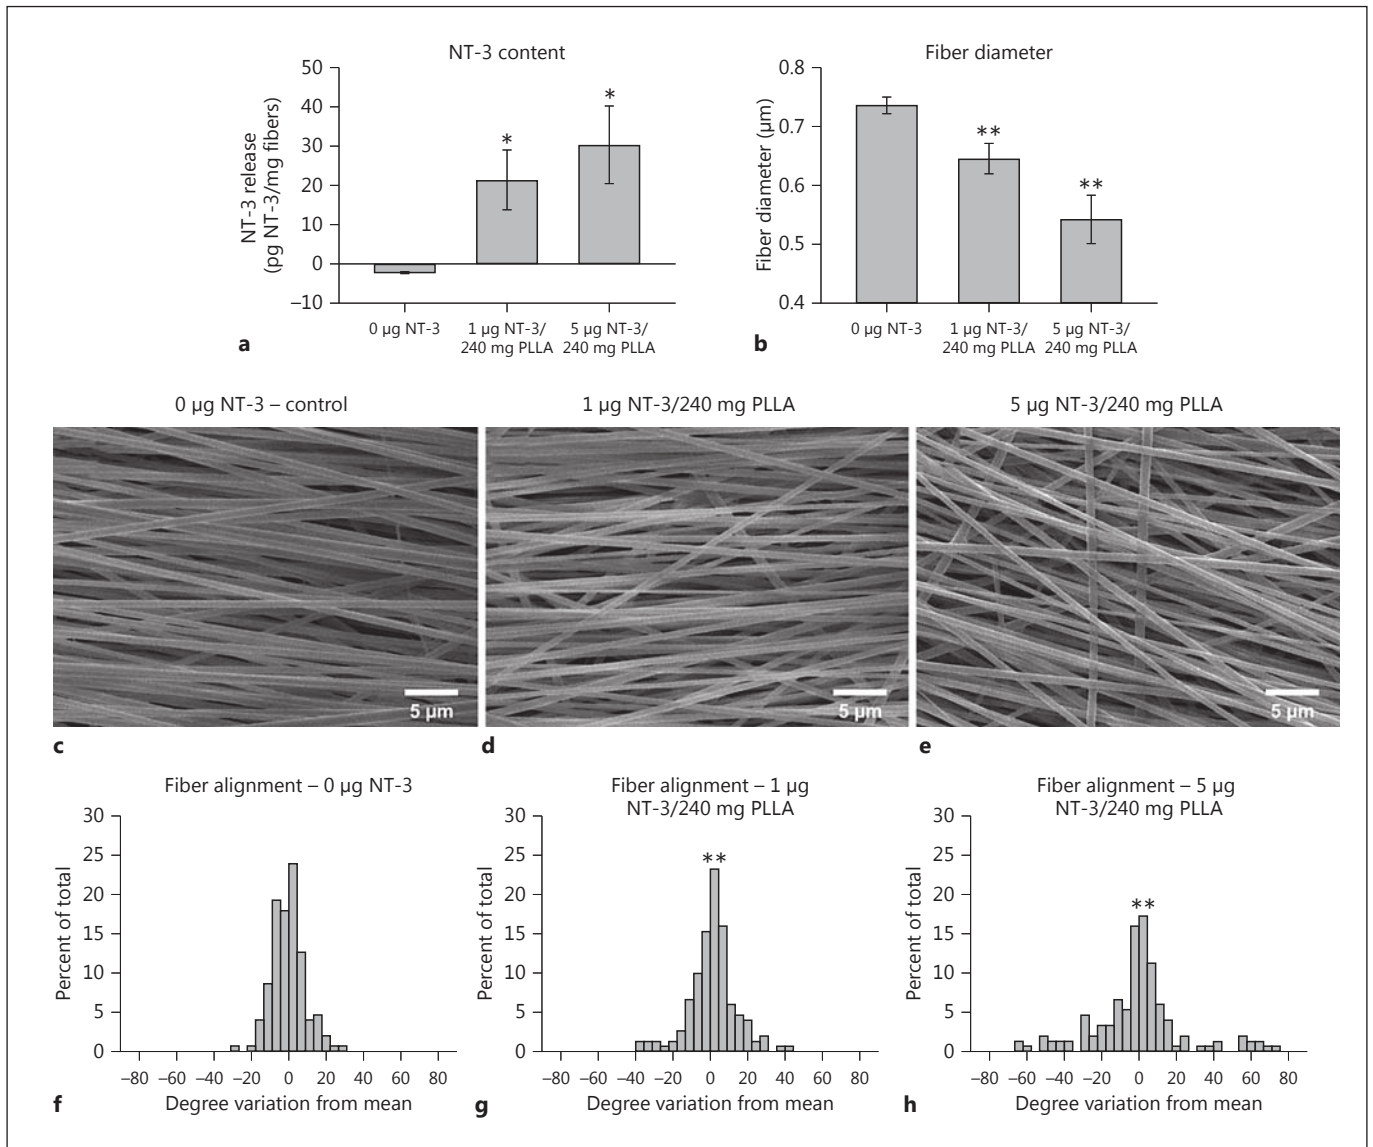 NT-3 content
50
40
30
20
10
0
–10
NT-3 release
(pg NT-3/mg fibers)
*
*
0 µg NT-3
1 µg NT-3/
240 mg PLLA
5 µg NT-3/
240 mg PLLA
a
Fiber diameter
0.8
0.7
0.6
0.5
0.4
Fiber diameter (µm)
**
**
0 µg NT-3
1 µg NT-3/
240 mg PLLA
5 µg NT-3/
240 mg PLLA
b
0 µg NT-3 – control
1 µg NT-3/240 mg PLLA
5 µg NT-3/240 mg PLLA
5 µm
5 µm
5 µm
c
d
e
Fiber alignment – 0 µg NT-3
30
25
20
15
10
5
0
Percent of total
–80 –60 –40 –20 0 20 40 60 80
Degree variation from mean
f
Fiber alignment – 1 µg
NT-3/240 mg PLLA
30
25
20
15
10
5
0
Percent of total
**
–80 –60 –40 –20 0 20 40 60 80
Degree variation from mean
g
Fiber alignment – 5 µg
NT-3/240 mg PLLA
30
25
20
15
10
5
0
Percent of total
**
–80 –60 –40 –20 0 20 40 60 80
Degree variation from mean
h